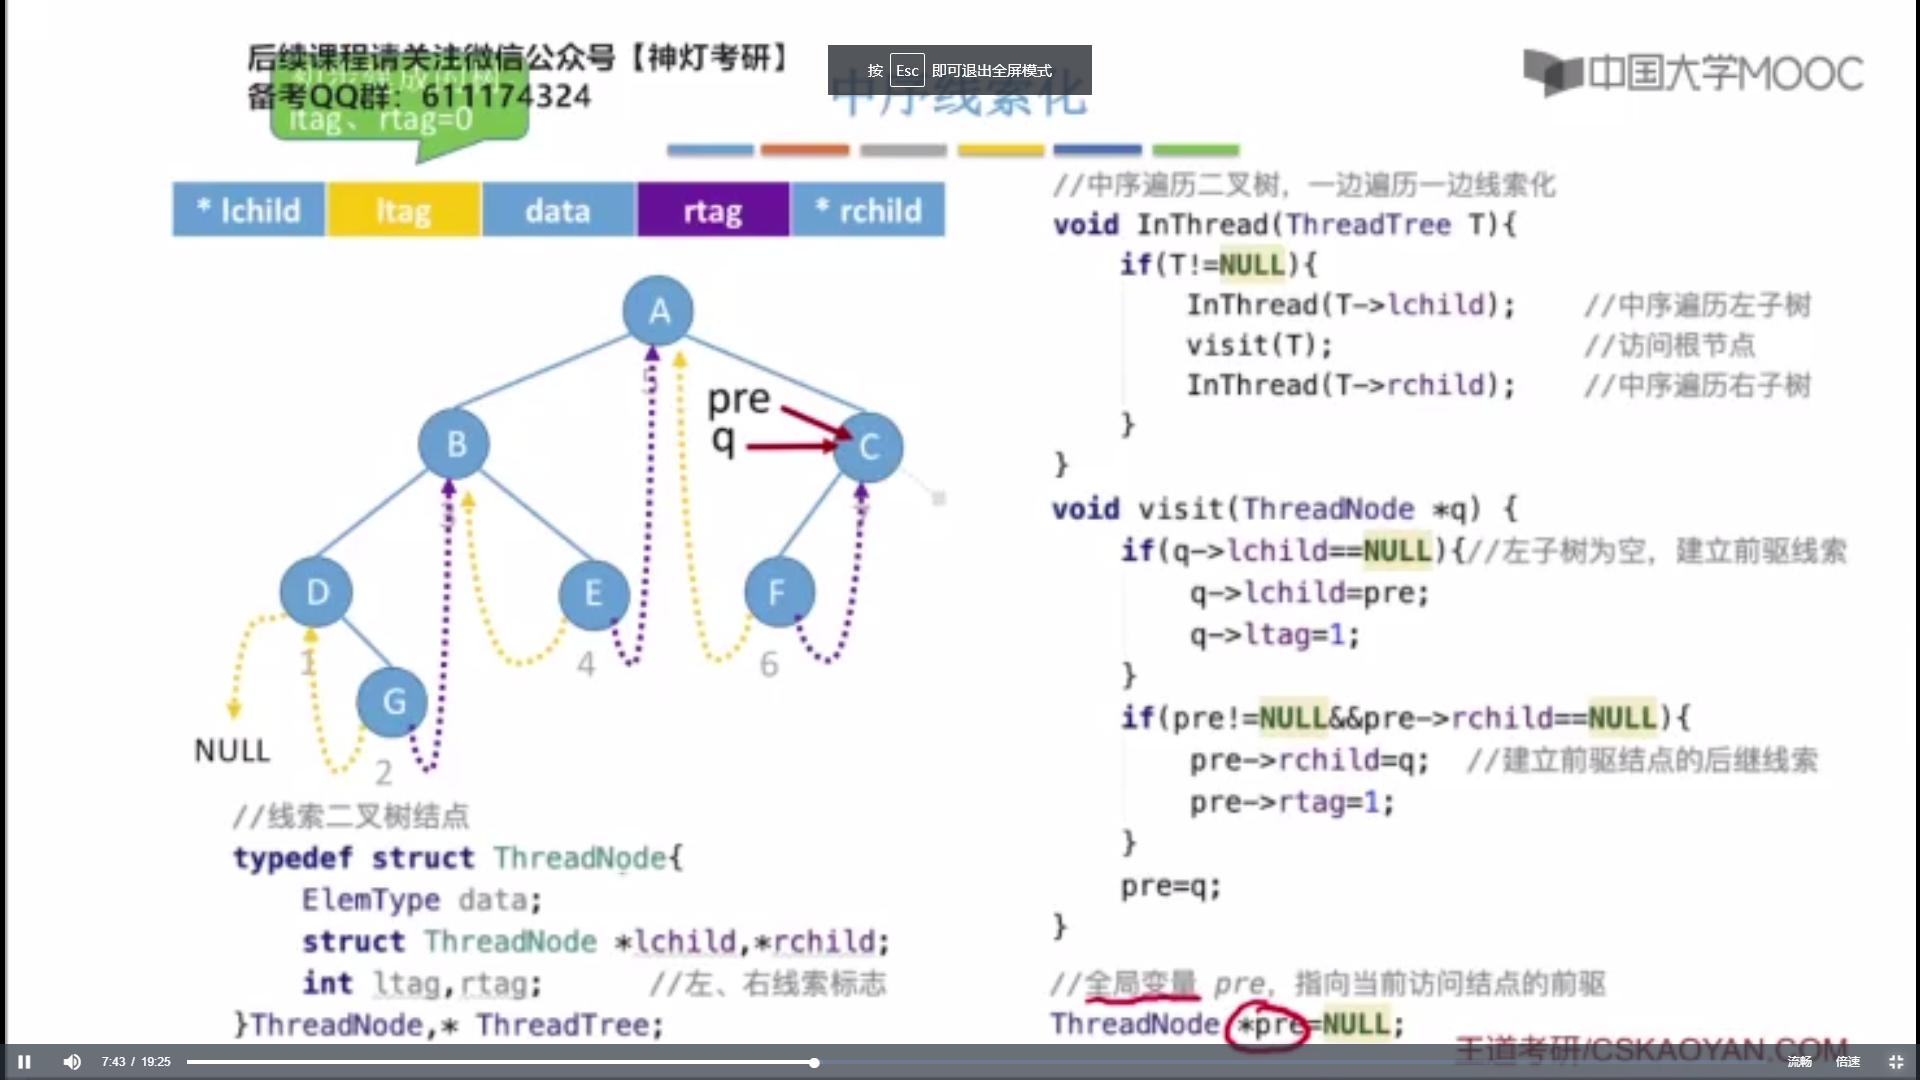 后续课程请关注微信公众号【神灯考研】
备考QQ群：611174324
ltag、rtag=0
按 Esc 即可退出全屏模式
中序线索化
中国大学MOOC
* lchild ltag data rtag * rchild
A
B
C
D
E
F
G
pre
q
1
2
3
4
5
6
7
NULL
//线索二叉树结点
typedef struct ThreadNode{
ElemType data;
struct ThreadNode *lchild,*rchild;
int ltag,rtag; //左、右线索标志
}ThreadNode,* ThreadTree;
//中序遍历二叉树，一边遍历一边线索化
void InThread(ThreadTree T){
if(T!=NULL){
InThread(T->lchild); //中序遍历左子树
visit(T); //访问根节点
InThread(T->rchild); //中序遍历右子树
}
}
void visit(ThreadNode *q) {
if(q->lchild==NULL){//左子树为空，建立前驱线索
q->lchild=pre;
q->ltag=1;
}
if(pre!=NULL&&pre->rchild==NULL){
pre->rchild=q; //建立前驱结点的后继线索
pre->rtag=1;
}
pre=q;
}
//全局变量 pre，指向当前访问结点的前驱
ThreadNode *pre=NULL;
王道考研/CSKAOYAN.COM
7:43 / 19:25
流畅 倍速